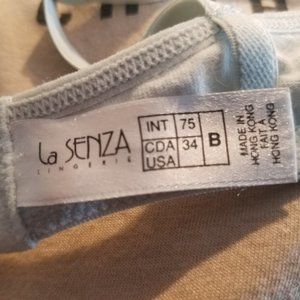 La SENZA
LINGERIE
INT 75
CDA 34 B
USA
MADE IN
HONG KONG
FAIT À
HONG KONG